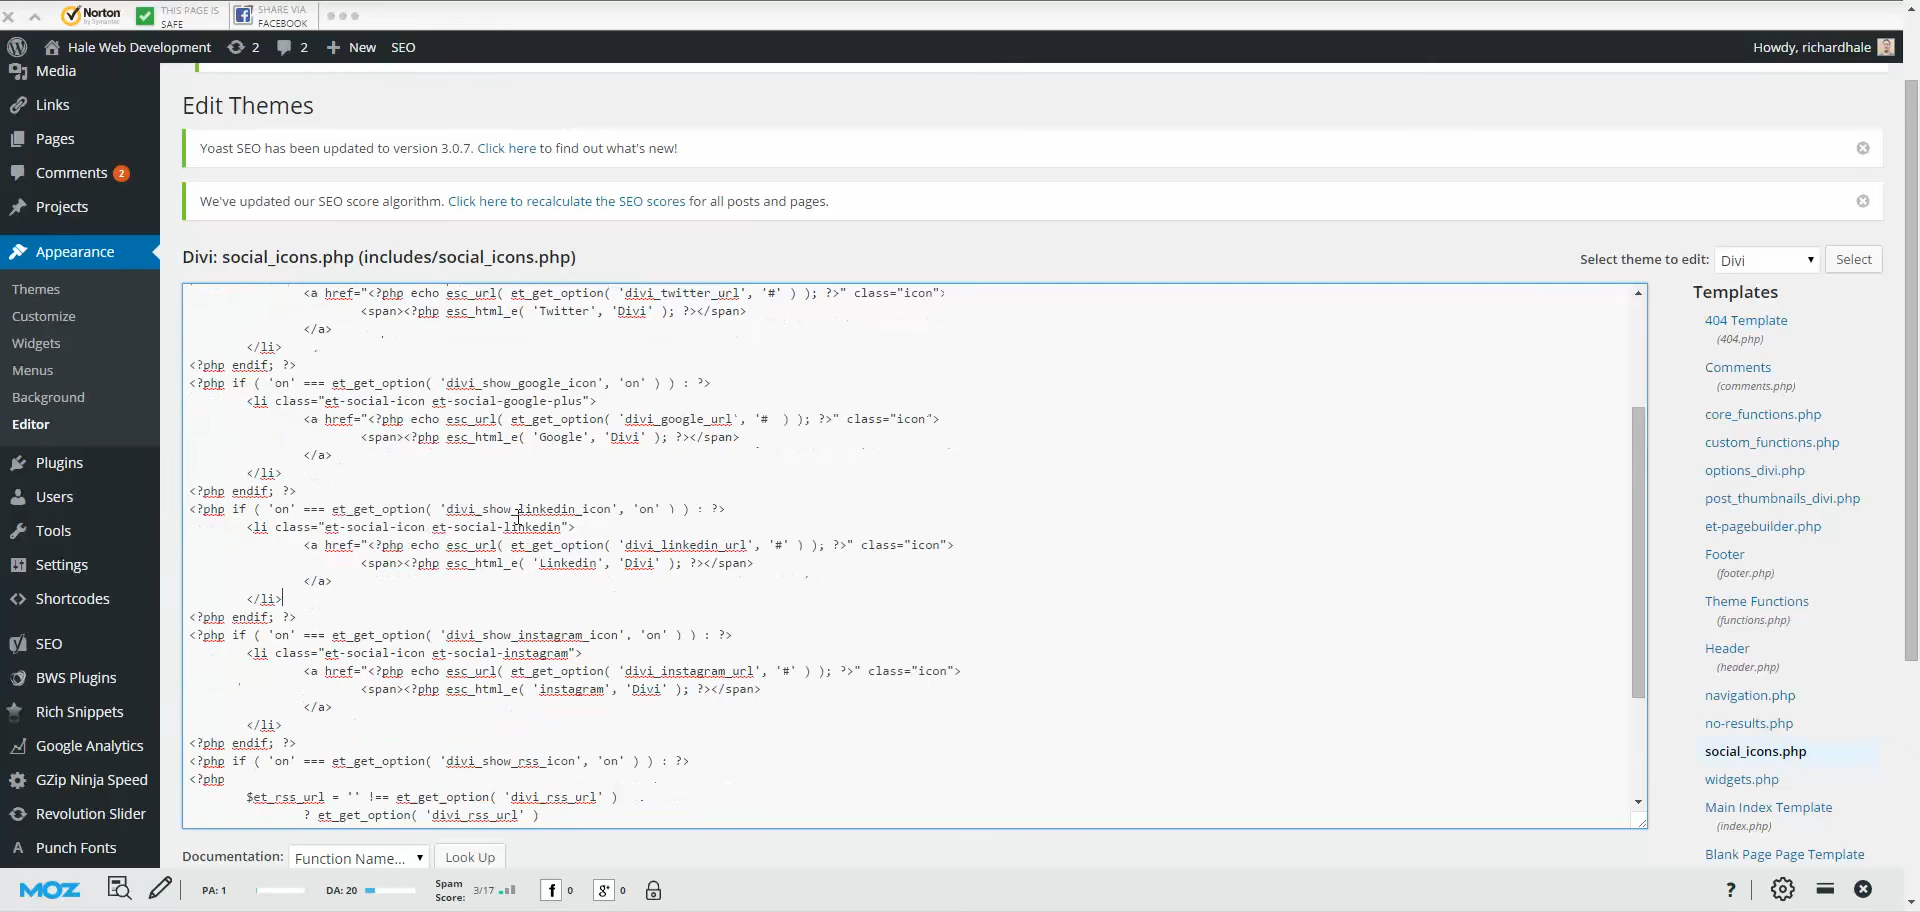 Norton
by Symantec
THIS PAGE IS
SAFE
SHARE VIA
FACEBOOK
Hale Web Development 2 2 New SEO Howdy, richardhale
Media
Links
Pages
Comments 2
Projects
Appearance
Themes
Customize
Widgets
Menus
Background
Editor
Plugins
Users
Tools
Settings
Shortcodes
SEO
BWS Plugins
Rich Snippets
Google Analytics
GZip Ninja Speed
Revolution Slider
Punch Fonts
Edit Themes
Yoast SEO has been updated to version 3.0.7. Click here to find out what's new!
We've updated our SEO score algorithm. Click here to recalculate the SEO scores for all posts and pages.
Divi: social_icons.php (includes/social_icons.php)
Select theme to edit: Divi Select
<a href="<?php echo esc_url( et_get_option( 'divi_twitter_url', '#' ) ); ?>" class="icon">
<span><?php esc_html_e( 'Twitter', 'Divi' ); ?></span>
</a>
</li>
<?php endif; ?>
<?php if ( 'on' === et_get_option( 'divi_show_google_icon', 'on' ) ) : ?>
<li class="et-social-icon et-social-google-plus">
<a href="<?php echo esc_url( et_get_option( 'divi_google_url', '# ) ); ?>" class="icon">
<span><?php esc_html_e( 'Google', 'Divi' ); ?></span>
</a>
</li>
<?php endif; ?>
<?php if ( 'on' === et_get_option( 'divi_show_linkedin_icon', 'on' ) ) : ?>
<li class="et-social-icon et-social-linkedin">
<a href="<?php echo esc_url( et_get_option( 'divi_linkedin_url', '#' ) ); ?>" class="icon">
<span><?php esc_html_e( 'Linkedin', 'Divi' ); ?></span>
</a>
</li>
<?php endif; ?>
<?php if ( 'on' === et_get_option( 'divi_show_instagram_icon', 'on' ) ) : ?>
<li class="et-social-icon et-social-instagram">
<a href="<?php echo esc_url( et_get_option( 'divi_instagram_url', '#' ) ); ?>" class="icon">
<span><?php esc_html_e( 'instagram', 'Divi' ); ?></span>
</a>
</li>
<?php endif; ?>
<?php if ( 'on' === et_get_option( 'divi_show_rss_icon', 'on' ) ) : ?>
<?php
$et_rss_url = '' !== et_get_option( 'divi_rss_url' )
? et_get_option( 'divi_rss_url' )
Documentation: Function Name... Look Up
Templates
404 Template
(404.php)
Comments
(comments.php)
core_functions.php
custom_functions.php
options_divi.php
post_thumbnails_divi.php
et-pagebuilder.php
Footer
(footer.php)
Theme Functions
(functions.php)
Header
(header.php)
navigation.php
no-results.php
social_icons.php
widgets.php
Main Index Template
(index.php)
Blank Page Page Template
MOZ PA: 1 DA: 20 Spam
Score: 3/17 f 0 g+ 0 ?